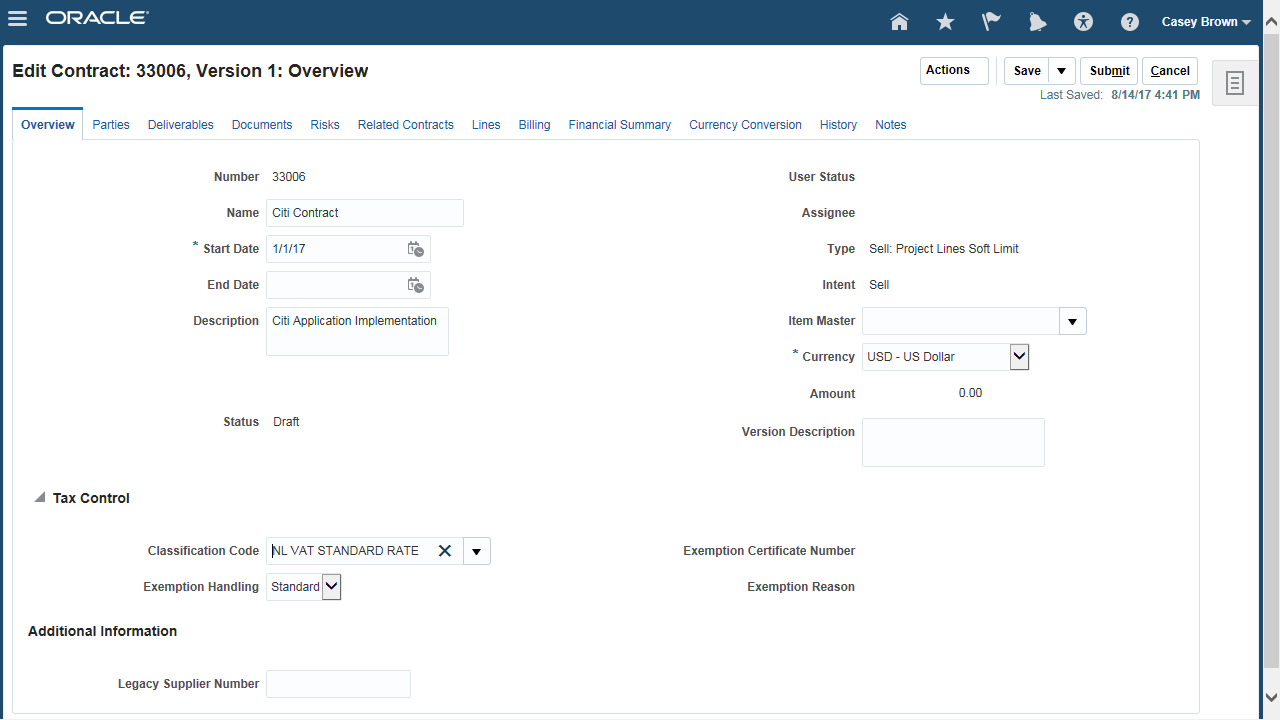 ORACLE
Casey Brown
Edit Contract: 33006, Version 1: Overview
Actions
Save
Submit
Cancel
Last Saved: 8/14/17 4:41 PM
Overview Parties Deliverables Documents Risks Related Contracts Lines Billing Financial Summary Currency Conversion History Notes
Number 33006
Name Citi Contract
* Start Date 1/1/17
End Date
Description Citi Application Implementation
Status Draft
User Status
Assignee
Type Sell: Project Lines Soft Limit
Intent Sell
Item Master
* Currency USD - US Dollar
Amount 0.00
Version Description
Tax Control
Classification Code NL VAT STANDARD RATE
Exemption Handling Standard
Exemption Certificate Number
Exemption Reason
Additional Information
Legacy Supplier Number